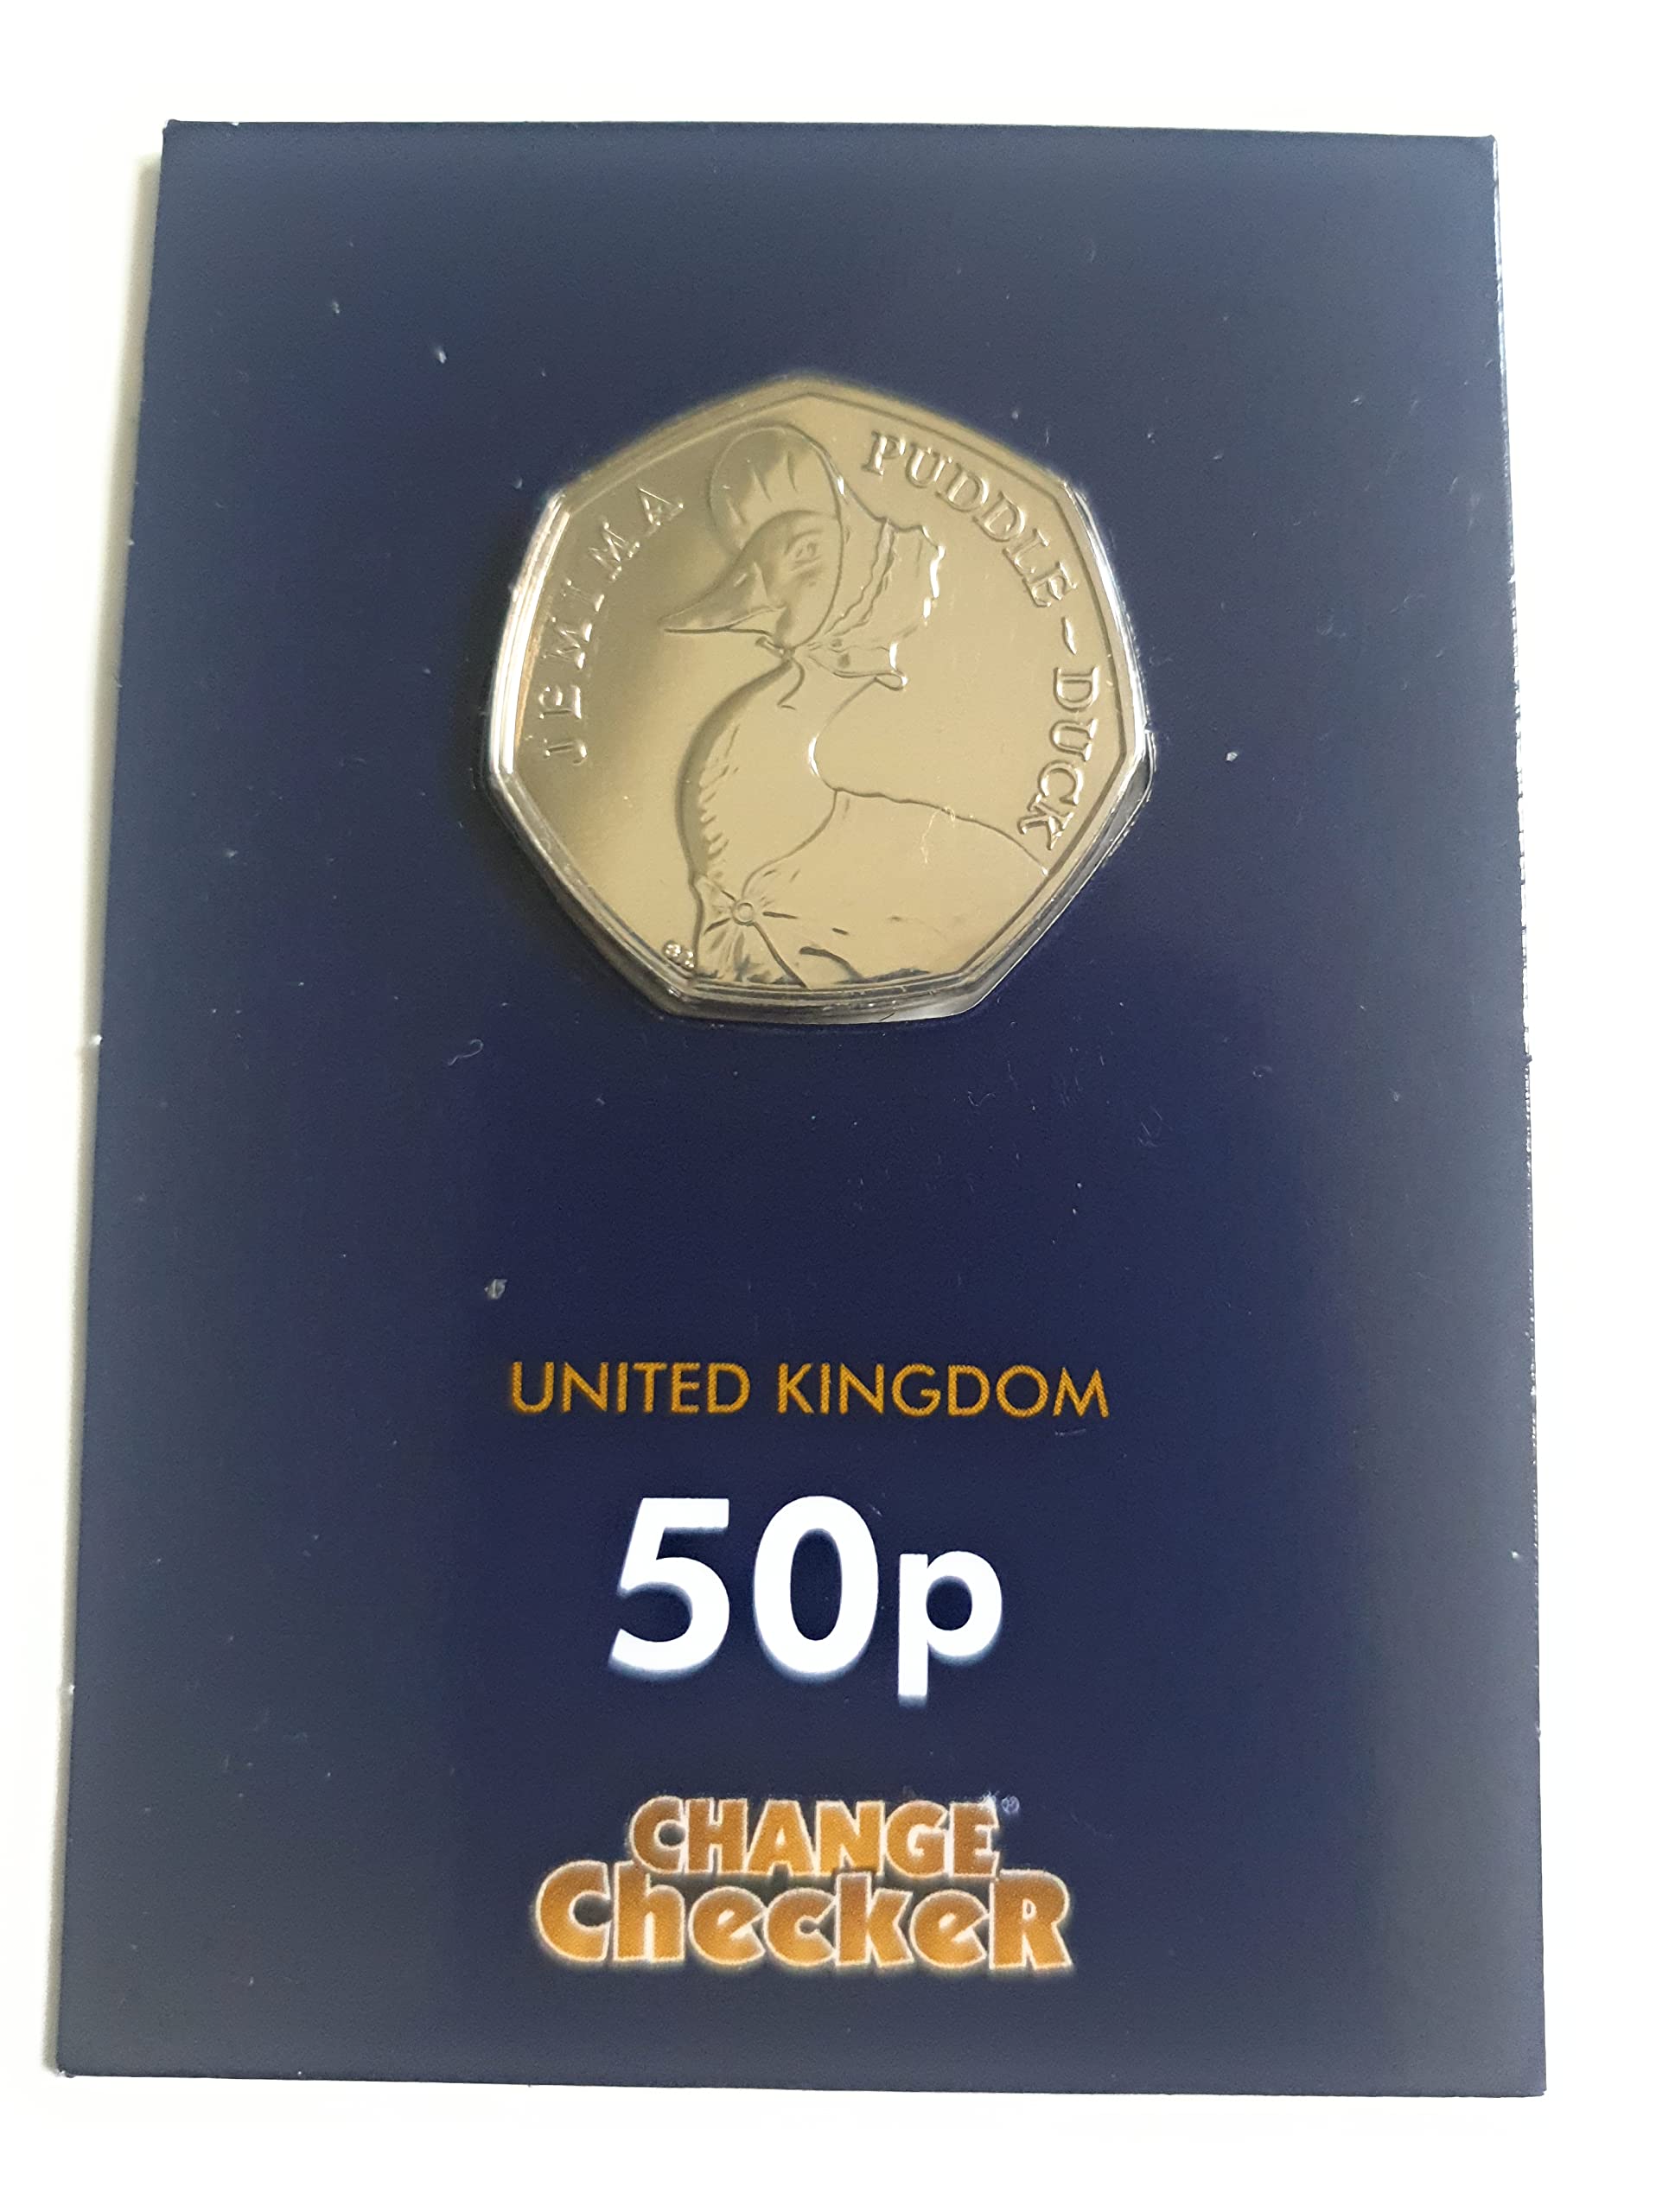 JEMIMA PUDDLE-DUCK
UNITED KINGDOM
50p
CHANGE
CheckeR